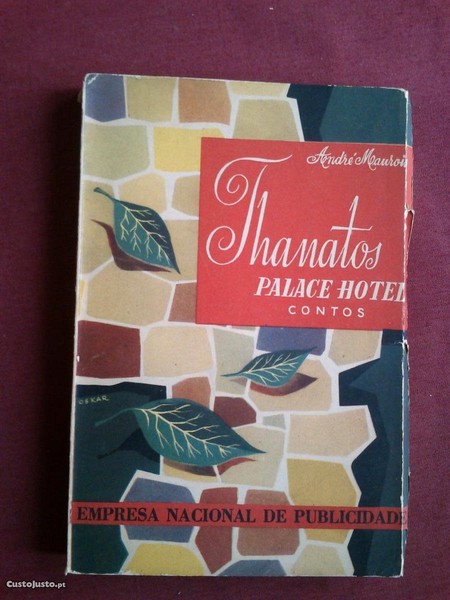 André Maurois
Thanatos
PALACE HOTEL
CONTOS
OSKAR
EMPRESA NACIONAL DE PUBLICIDADE
CustoJusto.pt